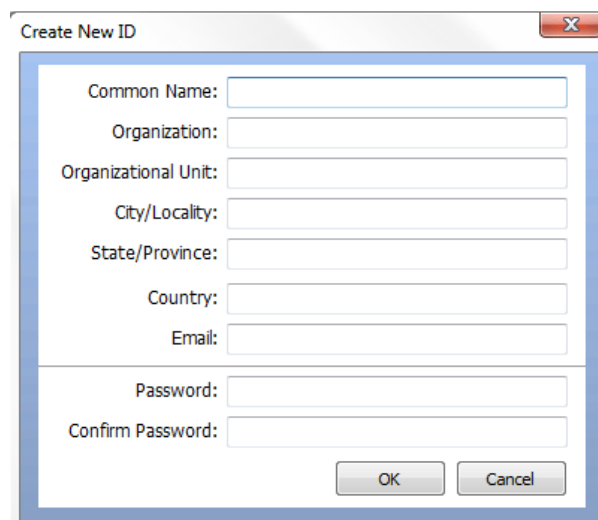 Create New ID
Common Name:
Organization:
Organizational Unit:
City/Locality:
State/Province:
Country:
Email:
Password:
Confirm Password:
OK Cancel